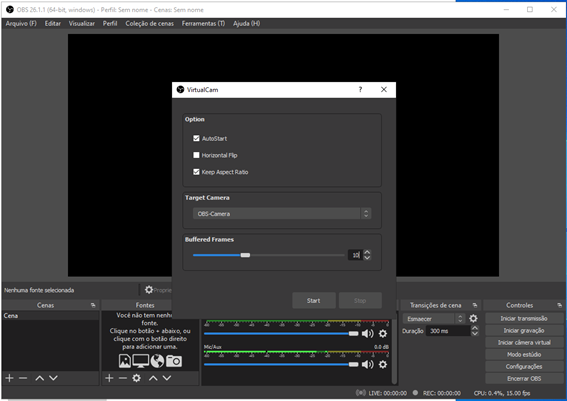 OBS 26.1.1 (64-bit, windows) - Perfil: Sem nome - Cenas: Sem nome
Arquivo (F) Editar Visualizar Perfil Coleção de cenas Ferramentas (T) Ajuda (H)
VirtualCam
Option
AutoStart
Horizontal Flip
Keep Aspect Ratio
Target Camera
OBS-Camera
Buffered Frames
10
Start Stop
Nenhuma fonte selecionada
Cenas
Cena
Fontes
Você não tem nenh
fonte.
Clique no botão + abaixo, ou
clique com o botão direito
para adicionar uma.
Mic/Aux 0.0 dB
Transições de cena
Esmaecer
Duração 300 ms
Controles
Iniciar transmissão
Iniciar gravação
Iniciar câmera virtual
Modo estúdio
Configurações
Encerrar OBS
LIVE: 00:00:00 REC: 00:00:00 CPU: 0.4%, 15.00 fps